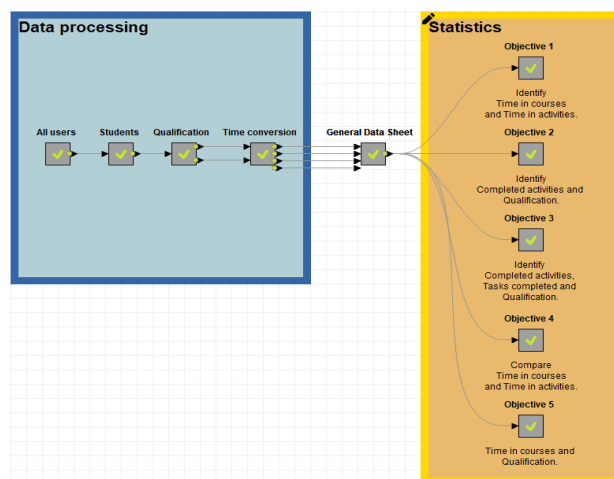 Data processing
All users
Students
Qualification
Time conversion
General Data Sheet
Statistics
Objective 1
Identify
Time in courses
and Time in activities.
Objective 2
Identify
Completed activities and
Qualification.
Objective 3
Identify
Completed activities,
Tasks completed and
Qualification.
Objective 4
Compare
Time in courses
and Time in activities.
Objective 5
Time in courses and
Qualification.